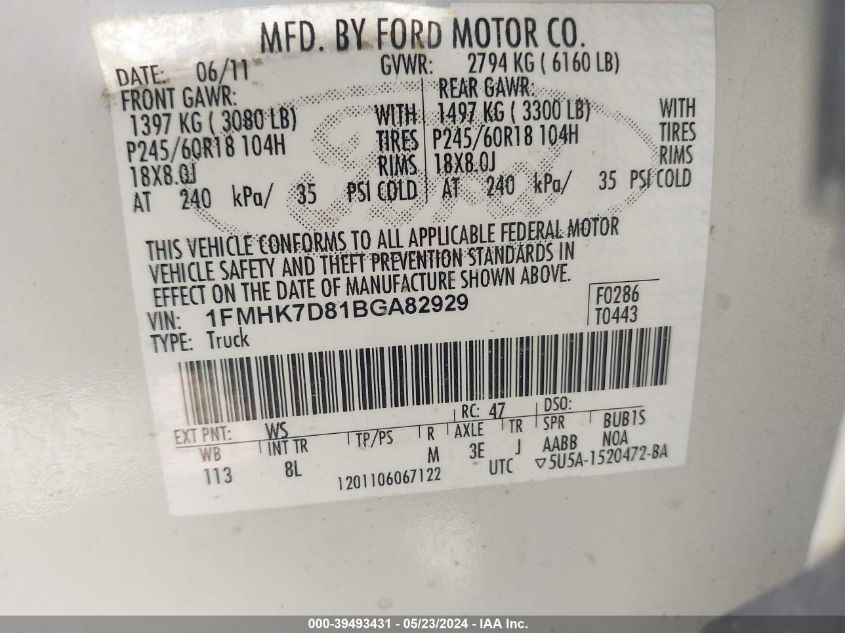 MFD. BY FORD MOTOR CO.
DATE: 06/11 GVWR: 2794 KG ( 6160 LB)
FRONT GAWR: REAR GAWR:
1397 KG ( 3080 LB) WITH 1497 KG ( 3300 LB) WITH
P245/60R18 104H TIRES P245/60R18 104H TIRES
18X8.0J RIMS 18X8.0J RIMS
AT 240 kPa/ 35 PSI COLD AT 240 kPa/ 35 PSI COLD
THIS VEHICLE CONFORMS TO ALL APPLICABLE FEDERAL MOTOR
VEHICLE SAFETY AND THEFT PREVENTION STANDARDS IN
EFFECT ON THE DATE OF MANUFACTURE SHOWN ABOVE.
VIN: 1FMHK7D81BGA82929 F0286
TYPE: Truck T0443
EXT PNT: WS RC: 47 DSO:
WB INT TR TP/PS R AXLE TR SPR BUB1S
113 8L M 3E J AABB NOA
1201106067122 UTC ▽5U5A-1520472-BA
000-39493431 - 05/23/2024 - IAA Inc.